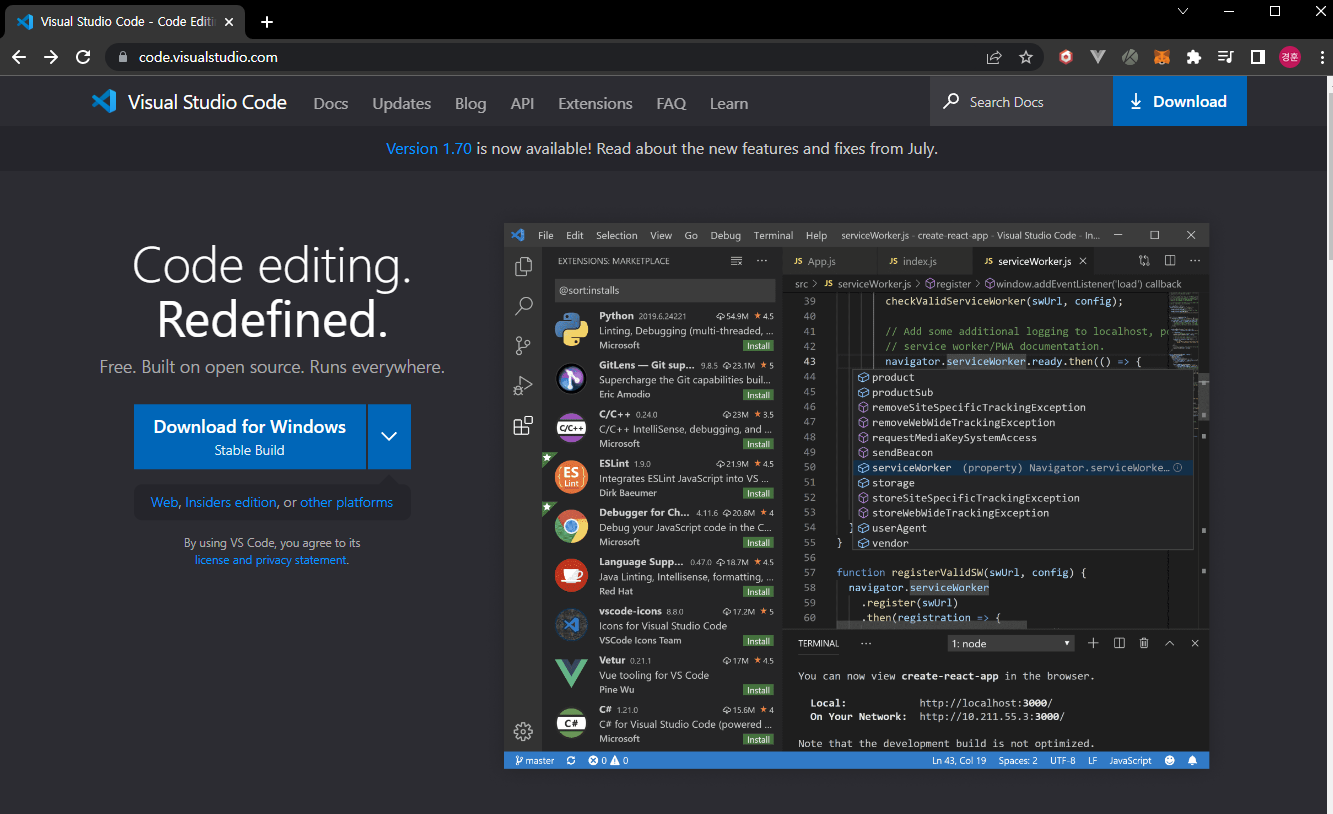 Visual Studio Code - Code Editi
code.visualstudio.com
경훈
Visual Studio Code Docs Updates Blog API Extensions FAQ Learn Search Docs Download
Version 1.70 is now available! Read about the new features and fixes from July.
Code editing.
Redefined.
Free. Built on open source. Runs everywhere.
Download for Windows
Stable Build
Web, Insiders edition, or other platforms
By using VS Code, you agree to its
license and privacy statement.
File Edit Selection View Go Debug Terminal Help serviceWorker.js - create-react-app - Visual Studio Code - In...
EXTENSIONS: MARKETPLACE
@sort:installs
Python 2019.6.24221 54.9M 4.5
Linting, Debugging (multi-threaded, ...
Microsoft Install
GitLens — Git sup... 9.8.5 23.1M 5
Supercharge the Git capabilities buil...
Eric Amodio Install
C/C++
C/C++ 0.24.0 23M 3.5
C/C++ IntelliSense, debugging, and ...
Microsoft Install
ES
Lint
ESLint 1.9.0 21.9M 4.5
Integrates ESLint JavaScript into VS ...
Dirk Baeumer Install
Debugger for Ch... 4.11.6 20.6M 4
Debug your JavaScript code in the C...
Microsoft Install
Language Supp... 0.47.0 18.7M 4.5
Java Linting, Intellisense, formatting, ...
Red Hat Install
vscode-icons 8.8.0 17.2M 5
Icons for Visual Studio Code
VSCode Icons Team Install
Vetur 0.21.1 17M 4.5
Vue tooling for VS Code
Pine Wu Install
C#
C# 1.21.0 15.6M 4
C# for Visual Studio Code (powered ...
Microsoft Install
JS App.js JS index.js JS serviceWorker.js
src > JS serviceWorker.js > register > window.addEventListener('load') callback
39 checkValidServiceWorker(swUrl, config);
40
41 // Add some additional logging to localhost, po
42 // service worker/PWA documentation.
43 navigator.serviceWorker.ready.then(() => {
44 product
45 productSub
46 removeSiteSpecificTrackingException
47 removeWebWideTrackingException
48 requestMediaKeySystemAccess
49 sendBeacon
50 serviceWorker (property) Navigator.serviceWorke...
51 storage
52 storeSiteSpecificTrackingException
53 storeWebWideTrackingException
54 } userAgent
55 } vendor
56
57 function registerValidSW(swUrl, config) {
58 navigator.serviceWorker
59 .register(swUrl)
60 .then(registration => {
TERMINAL ... 1: node
You can now view create-react-app in the browser.
Local: http://localhost:3000/
On Your Network: http://10.211.55.3:3000/
Note that the development build is not optimized.
master 0 0 Ln 43, Col 19 Spaces: 2 UTF-8 LF JavaScript